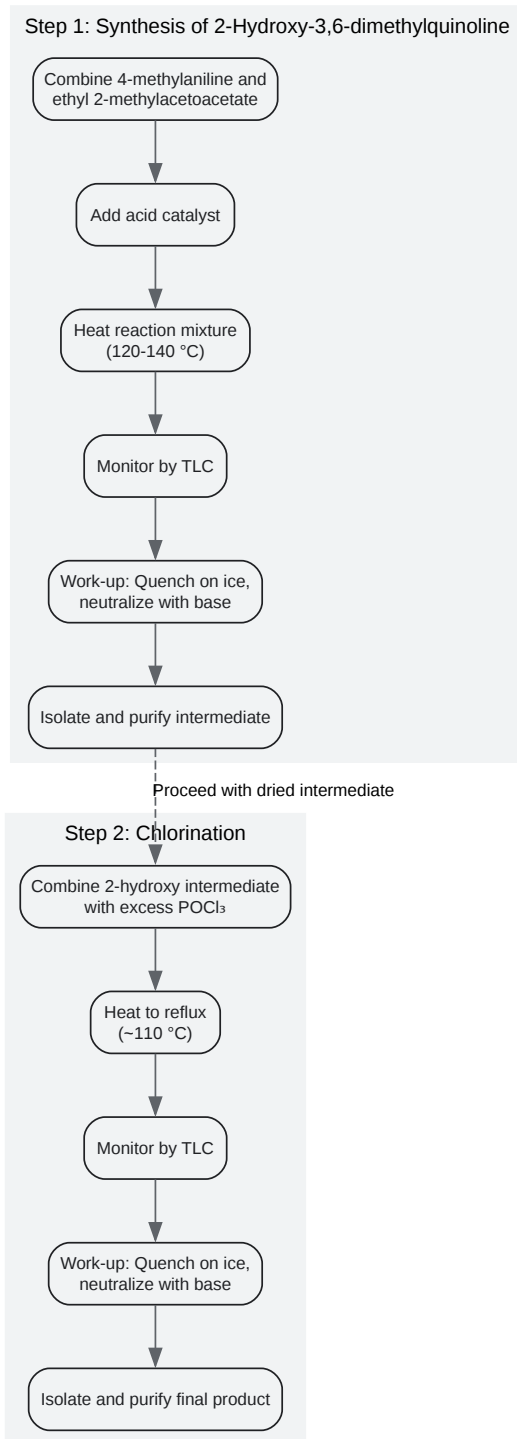 Step 1: Synthesis of 2-Hydroxy-3,6-dimethylquinoline
Combine 4-methylaniline and
ethyl 2-methylacetoacetate
Add acid catalyst
Heat reaction mixture
(120-140 °C)
Monitor by TLC
Work-up: Quench on ice,
neutralize with base
Isolate and purify intermediate
Proceed with dried intermediate
Step 2: Chlorination
Combine 2-hydroxy intermediate
with excess POCl₃
Heat to reflux
(~110 °C)
Monitor by TLC
Work-up: Quench on ice,
neutralize with base
Isolate and purify final product